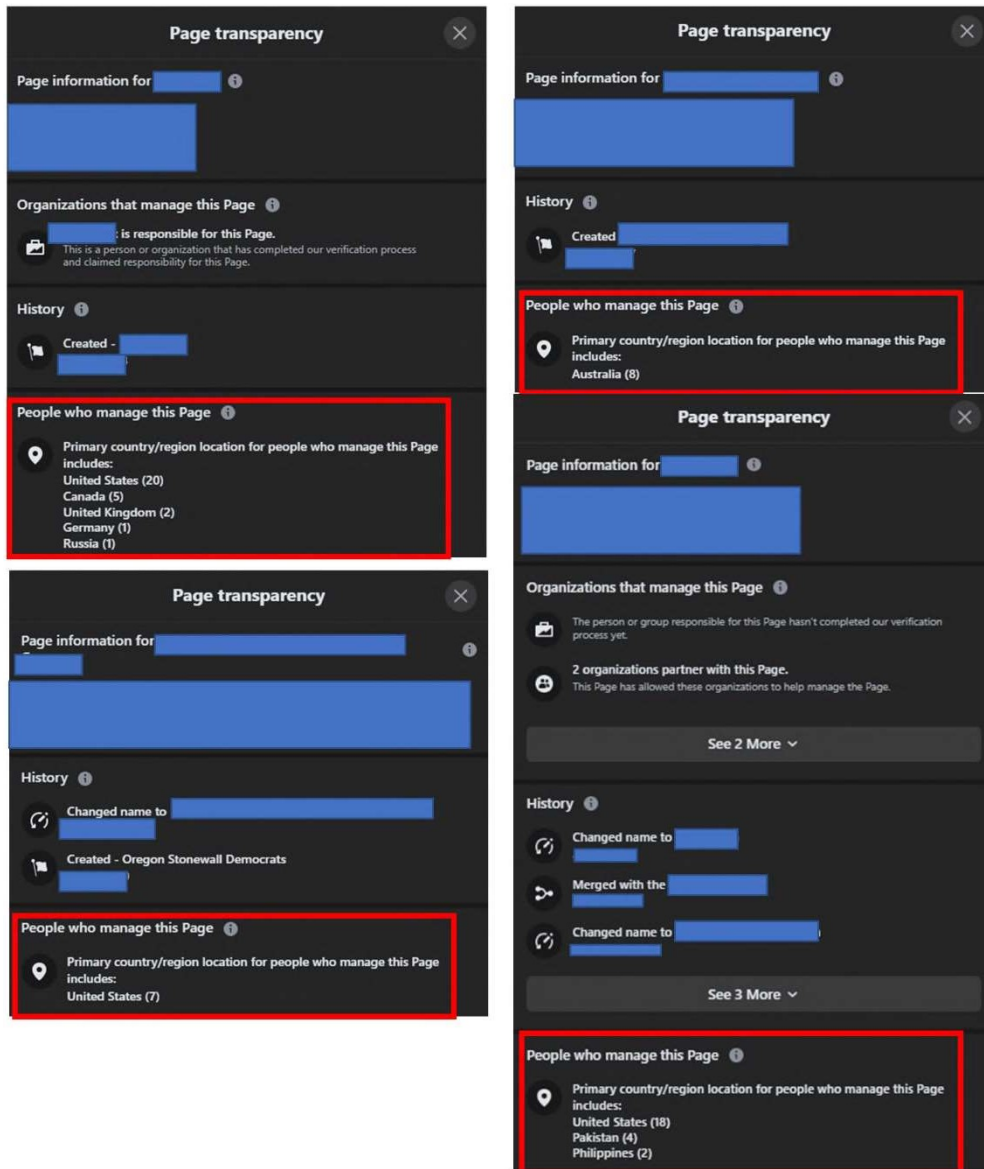 Page transparency
Page information for
Organizations that manage this Page
is responsible for this Page.
This is a person or organization that has completed our verification process
and claimed responsibility for this Page.
History
Created -
People who manage this Page
Primary country/region location for people who manage this Page
includes:
United States (20)
Canada (5)
United Kingdom (2)
Germany (1)
Russia (1)
Page transparency
Page information for
History
Changed name to
Created - Oregon Stonewall Democrats
People who manage this Page
Primary country/region location for people who manage this Page
includes:
United States (7)
Page transparency
Page information for
History
Created
People who manage this Page
Primary country/region location for people who manage this Page
includes:
Australia (8)
Page transparency
Page information for
Organizations that manage this Page
The person or group responsible for this Page hasn't completed our verification
process yet.
2 organizations partner with this Page.
This Page has allowed these organizations to help manage the Page.
See 2 More
History
Changed name to
Merged with the
Changed name to
See 3 More
People who manage this Page
Primary country/region location for people who manage this Page
includes:
United States (18)
Pakistan (4)
Philippines (2)